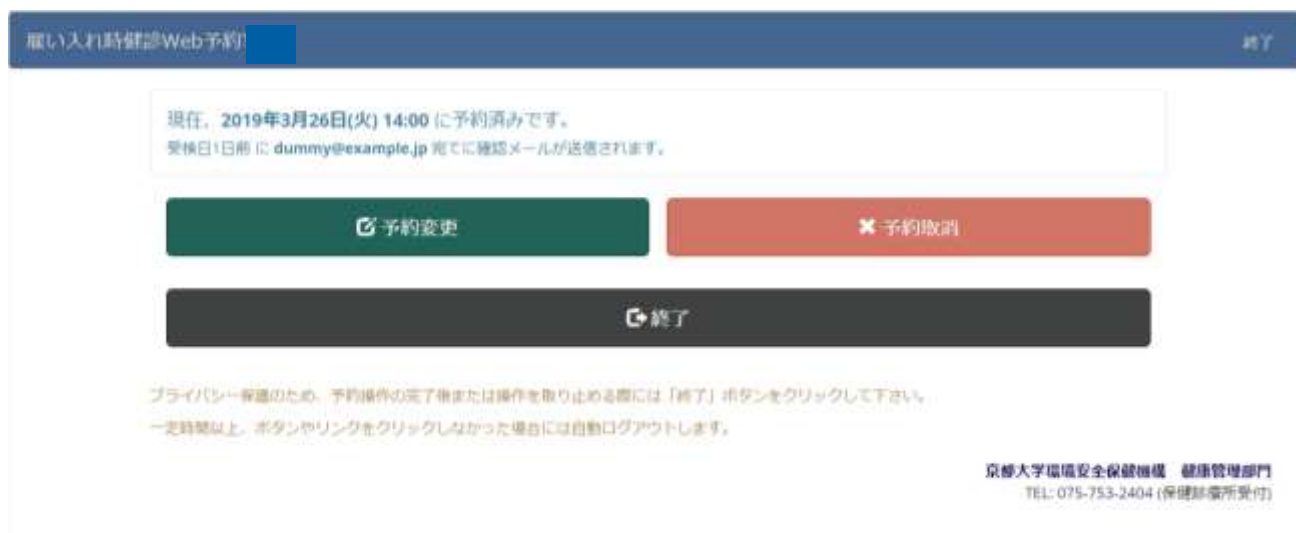 雇い入れ時健診Web予約
終了
現在，2019年3月26日(火) 14:00 に予約済みです。
受検日1日前 に dummy@example.jp 宛てに確認メールが送信されます。
予約変更
予約取消
終了
プライバシー保護のため、予約操作の完了後または操作を取り止める際には「終了」ボタンをクリックして下さい。
一定時間以上、ボタンやリンクをクリックしなかった場合には自動ログアウトします。
京都大学環境安全保健機構　健康管理部門
TEL: 075-753-2404 (保健診療所受付)